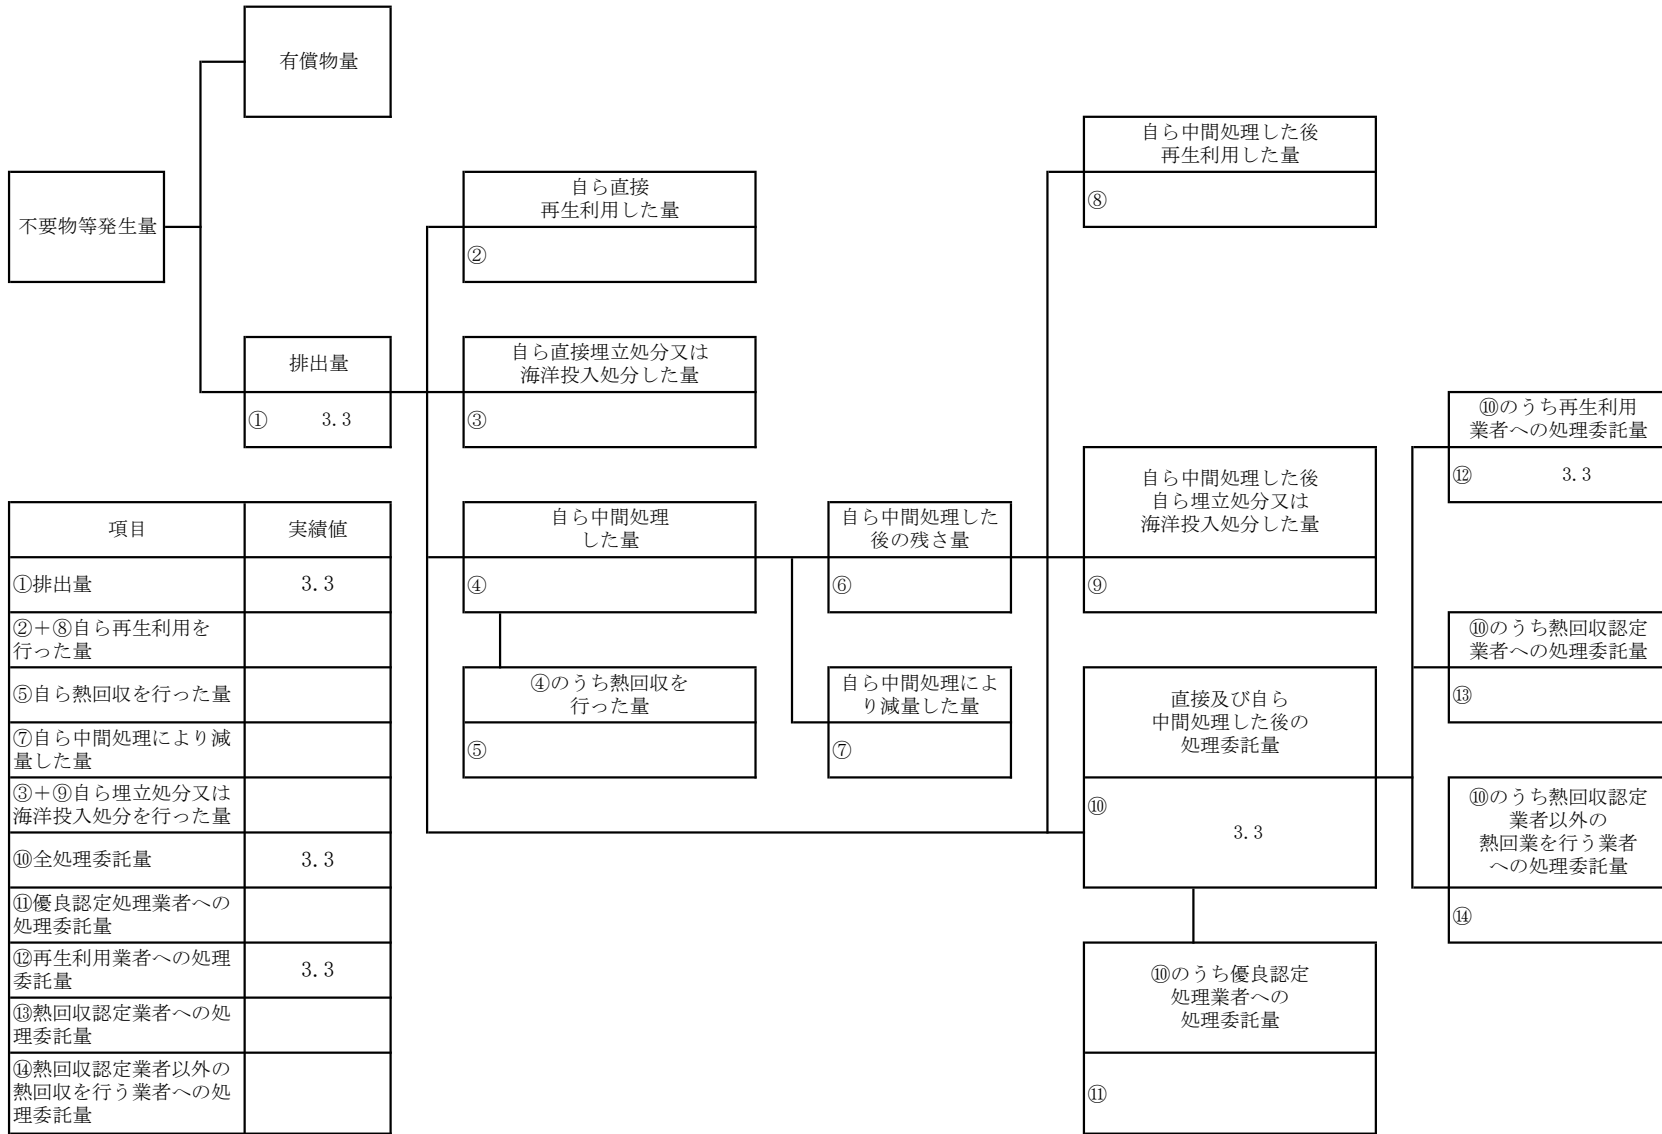 有償物量
不要物等発生量
排出量
① 3.3
自ら直接
再生利用した量
②
自ら直接埋立処分又は
海洋投入処分した量
③
自ら中間処理
した量
④
④のうち熱回収を
行った量
⑤
自ら中間処理した
後の残さ量
⑥
自ら中間処理によ
り減量した量
⑦
自ら中間処理した後
再生利用した量
⑧
自ら中間処理した後
自ら埋立処分又は
海洋投入処分した量
⑨
直接及び自ら
中間処理した後の
処理委託量
⑩
3.3
⑩のうち優良認定
処理業者への
処理委託量
⑪
⑩のうち再生利用
業者への処理委託量
⑫ 3.3
⑩のうち熱回収認定
業者への処理委託量
⑬
⑩のうち熱回収認定
業者以外の
熱回業を行う業者
への処理委託量
⑭
項目 実績値
①排出量 3.3
②+⑧自ら再生利用を
行った量
⑤自ら熱回収を行った量
⑦自ら中間処理により減
量した量
③+⑨自ら埋立処分又は
海洋投入処分を行った量
⑩全処理委託量 3.3
⑪優良認定処理業者への
処理委託量
⑫再生利用業者への処理
委託量 3.3
⑬熱回収認定業者への処
理委託量
⑭熱回収認定業者以外の
熱回収を行う業者への処
理委託量